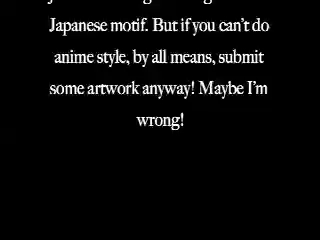 Japanese motif. But if you can't do
anime style, by all means, submit
some artwork anyway! Maybe I'm
wrong!